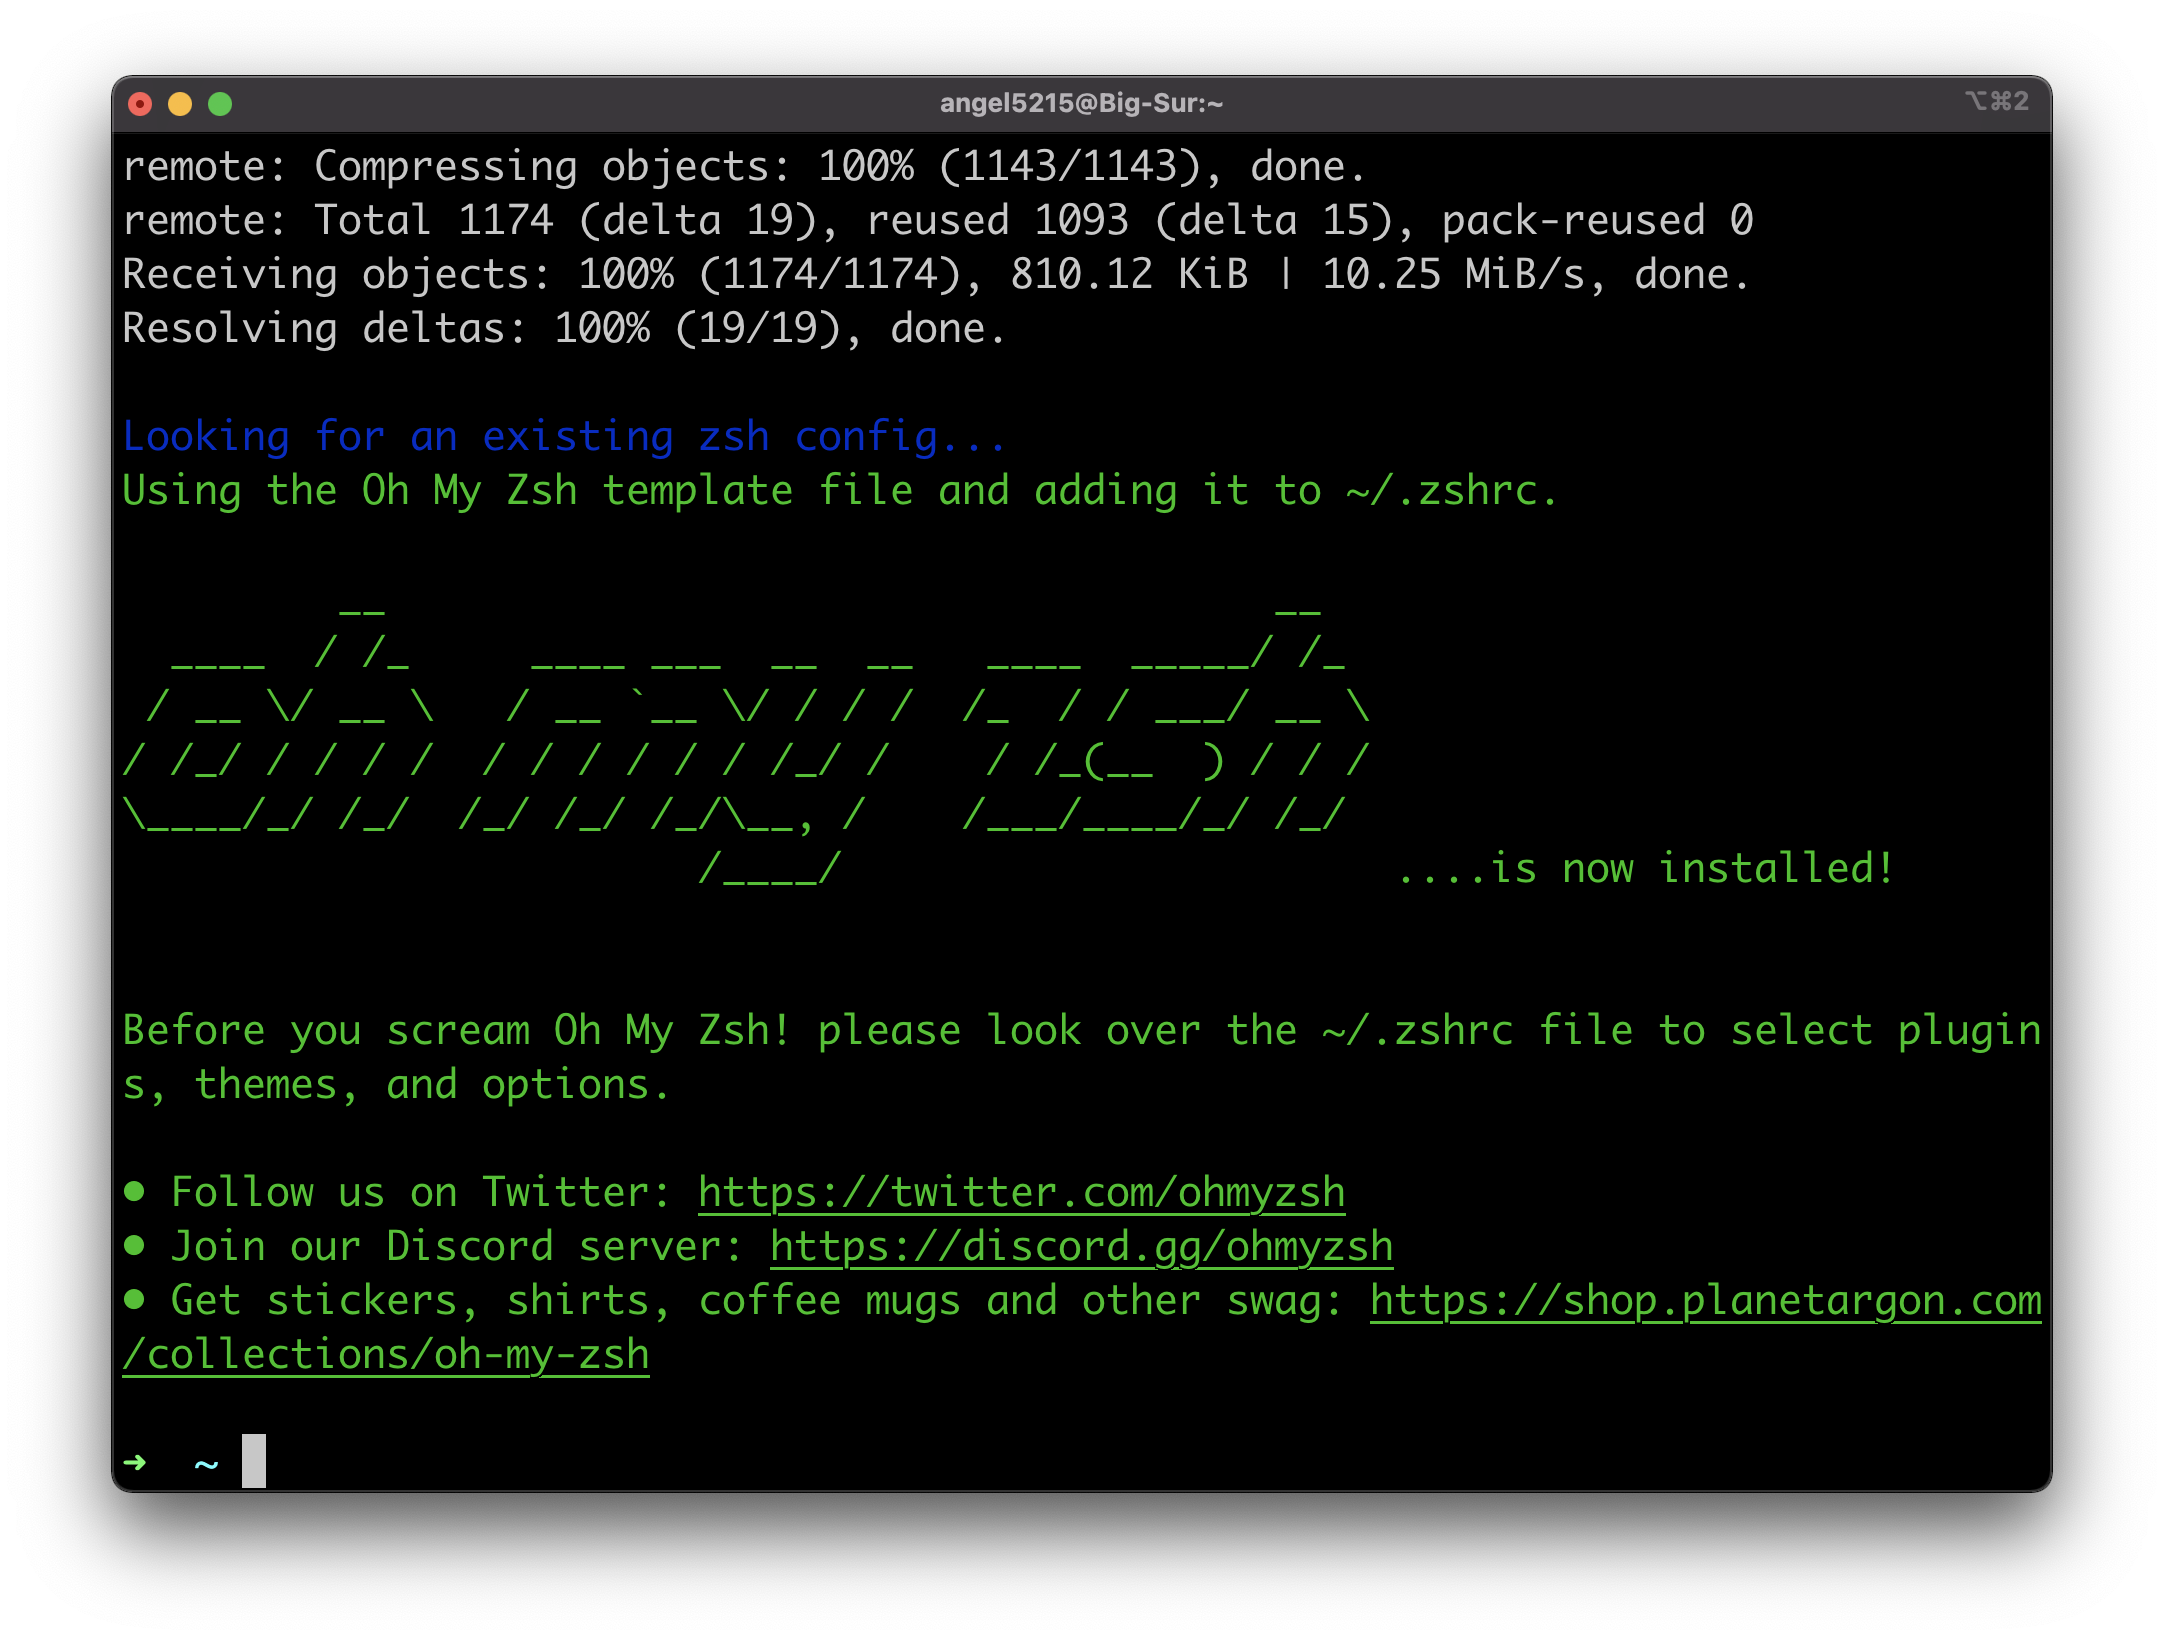 angel5215@Big-Sur:~
⌥⌘2
remote: Compressing objects: 100% (1143/1143), done.
remote: Total 1174 (delta 19), reused 1093 (delta 15), pack-reused 0
Receiving objects: 100% (1174/1174), 810.12 KiB | 10.25 MiB/s, done.
Resolving deltas: 100% (19/19), done.
Looking for an existing zsh config...
Using the Oh My Zsh template file and adding it to ~/.zshrc.
         __                                     __
  ____  / /_     ____ ___  __  __   ____  _____/ /_
 / __ \/ __ \   / __ `__ \/ / / /  /_  / / ___/ __ \
/ /_/ / / / /  / / / / / / /_/ /    / /_(__  ) / / /
\____/_/ /_/  /_/ /_/ /_/\__, /    /___/____/_/ /_/
                        /____/                       ....is now installed!
Before you scream Oh My Zsh! please look over the ~/.zshrc file to select plugin
s, themes, and options.
• Follow us on Twitter: https://twitter.com/ohmyzsh
• Join our Discord server: https://discord.gg/ohmyzsh
• Get stickers, shirts, coffee mugs and other swag: https://shop.planetargon.com
/collections/oh-my-zsh
➜  ~